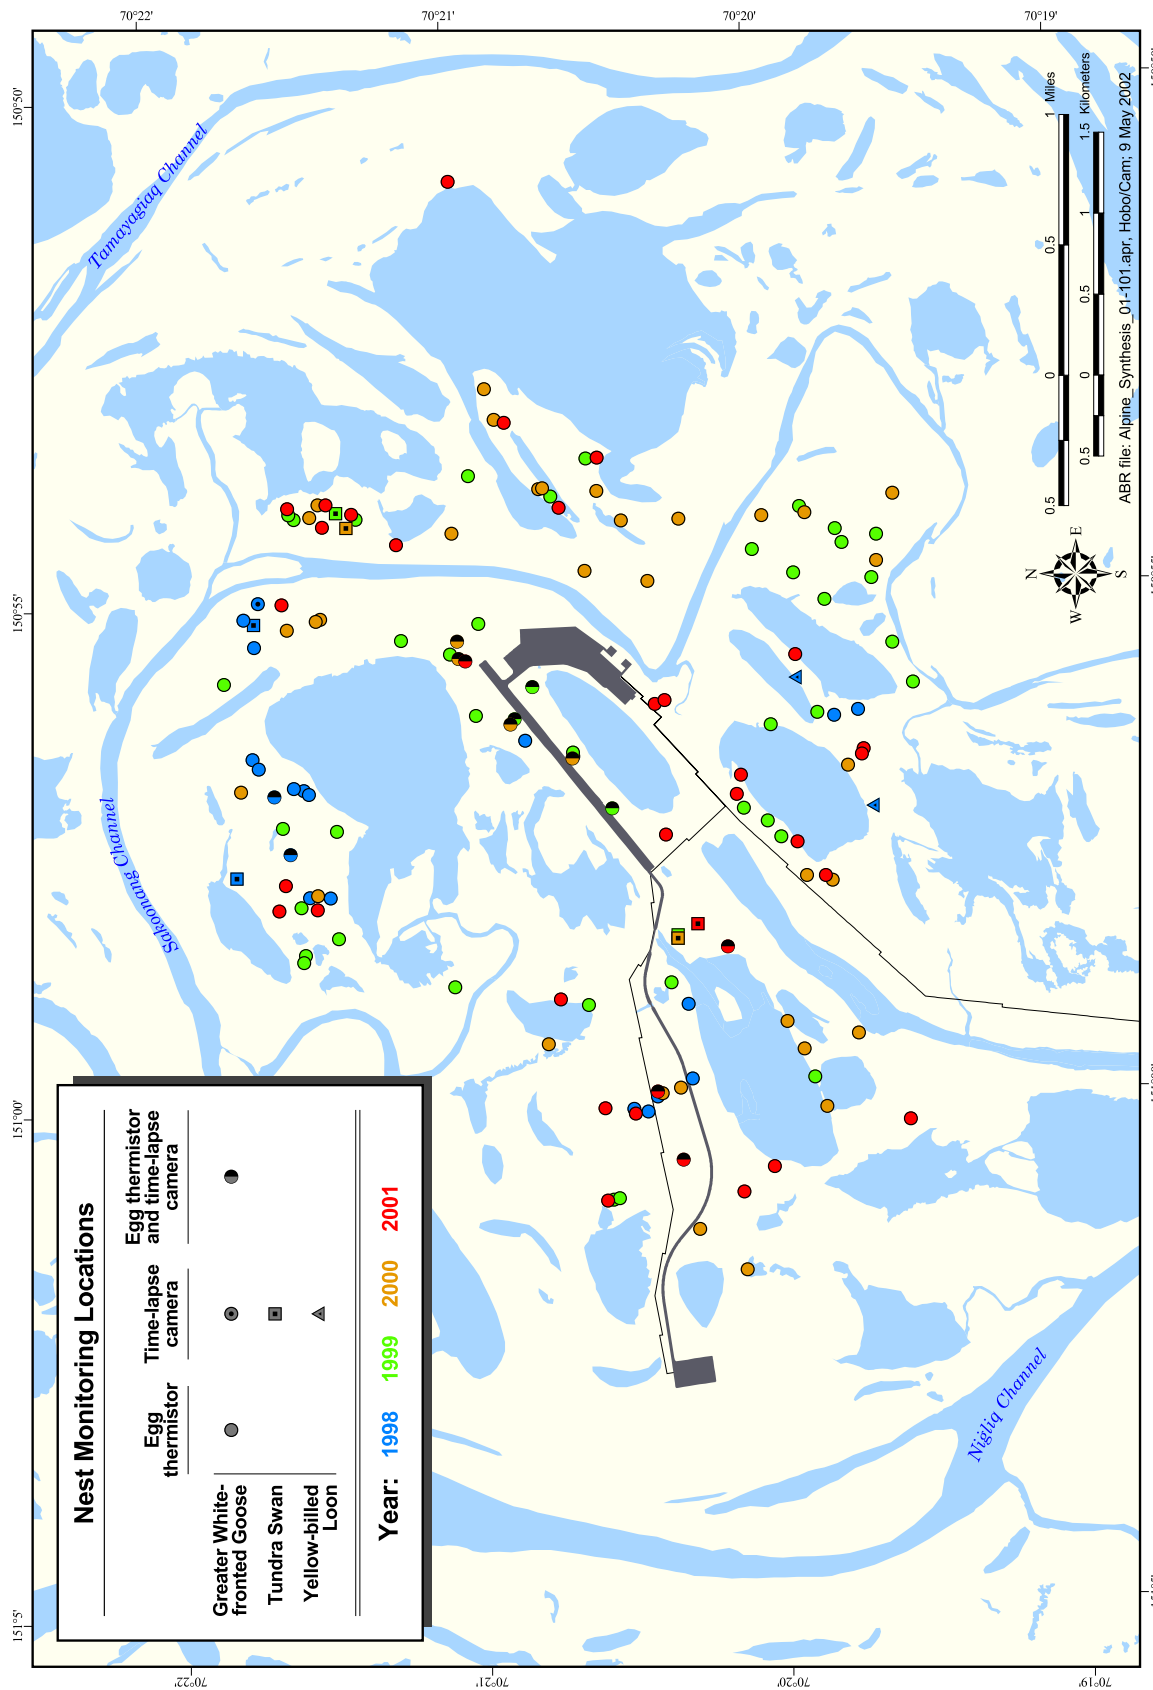 Nest Monitoring Locations
Egg
thermistor
Time-lapse
camera
Egg thermistor
and time-lapse
camera
Greater White-
fronted Goose
Tundra Swan
Yellow-billed
Loon
Year: 1998 1999 2000 2001
Tamayagiaq Channel
Sakoonang Channel
Nigliq Channel
151°5'
151°00'
150°55'
150°50'
70°22'
70°21'
70°20'
70°19'
70°22'
70°21'
70°20'
70°19'
N
E
S
W
0.5 0 0.5 1 Miles
0.5 0 0.5 1 1.5 Kilometers
ABR file: Alpine_Synthesis_01-101.apr, Hobo/Cam; 9 May 2002